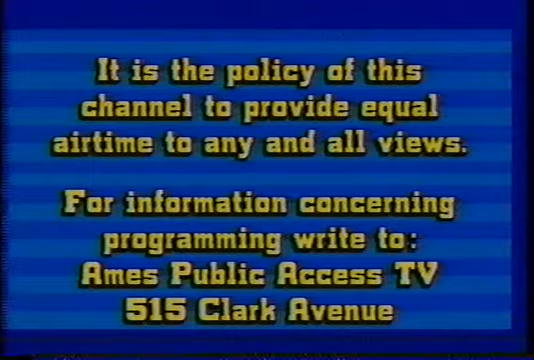 It is the policy of this
channel to provide equal
airtime to any and all views.
For information concerning
programming write to:
Ames Public Access TV
515 Clark Avenue